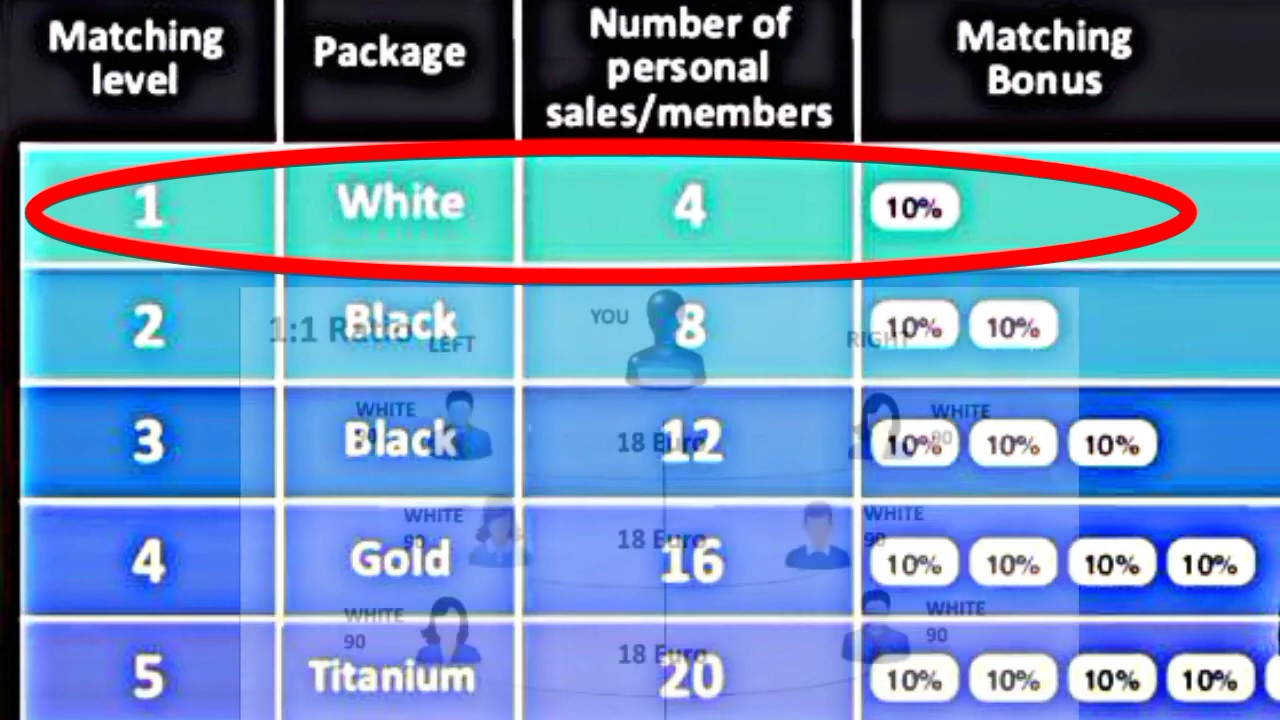 Matching level
Package
Number of personal sales/members
Matching Bonus
1 White 4 10%
2 Black 8 10% 10%
3 Black 12 10% 10% 10%
4 Gold 16 10% 10% 10% 10%
5 Titanium 20 10% 10% 10% 10%
1:1 Ratio
YOU
LEFT
RIGHT
WHITE
18 Euro
WHITE
90
WHITE
90
18 Euro
WHITE
90
WHITE
90
18 Euro
WHITE
90